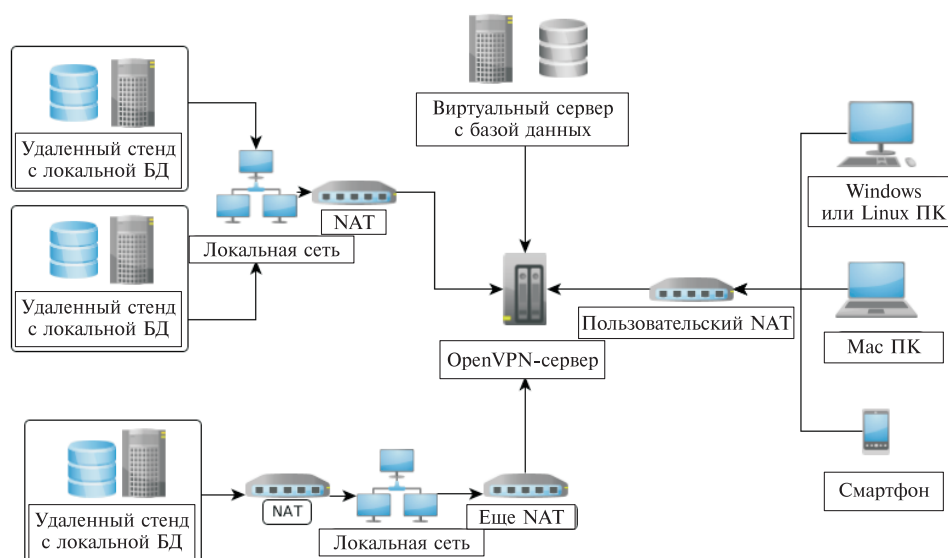 Виртуальный сервер
с базой данных
Удаленный стенд
с локальной БД
NAT
Локальная сеть
Удаленный стенд
с локальной БД
Windows
или Linux ПК
Пользовательский NAT
Mac ПК
OpenVPN-сервер
Удаленный стенд
с локальной БД
NAT
Локальная сеть
Еще NAT
Смартфон